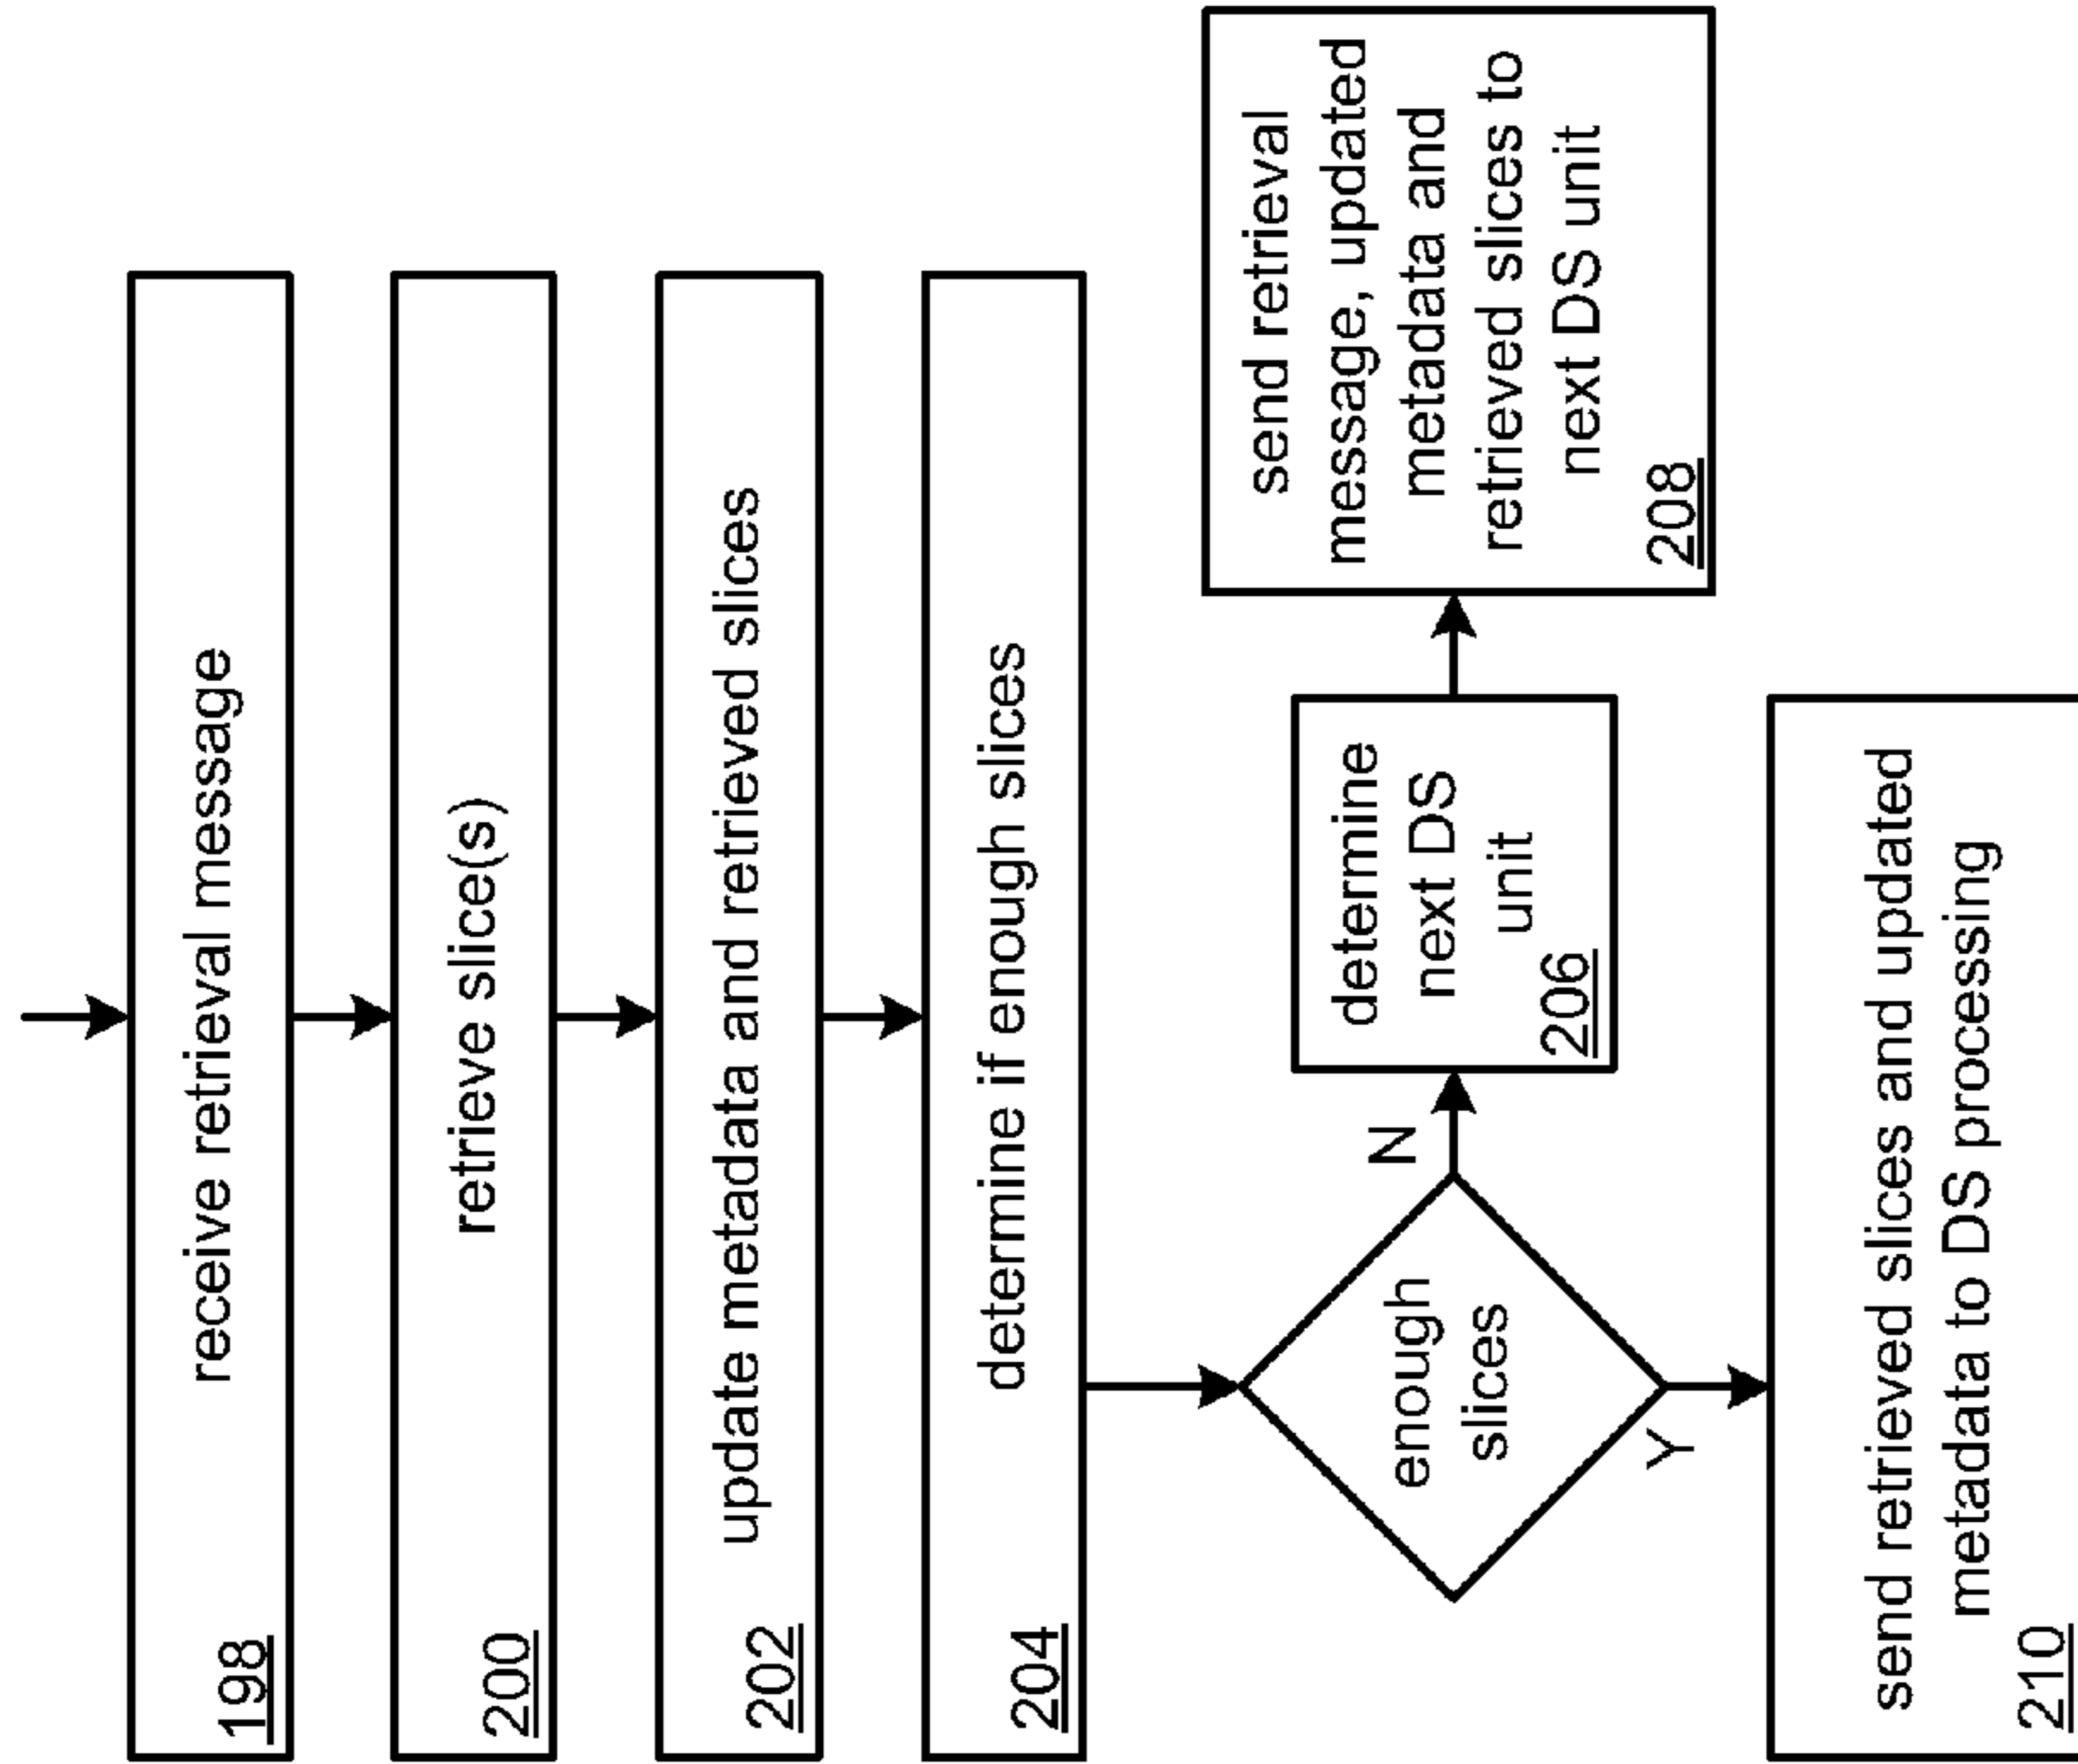 receive retrieval message
198
retrieve slice(s)
200
update metadata and retrieved slices
202
determine if enough slices
204
enough
slices
N
Y
determine
next DS
unit
206
send retrieval
message, updated
metadata and
retrieved slices to
next DS unit
208
send retrieved slices and updated
metadata to DS processing
210